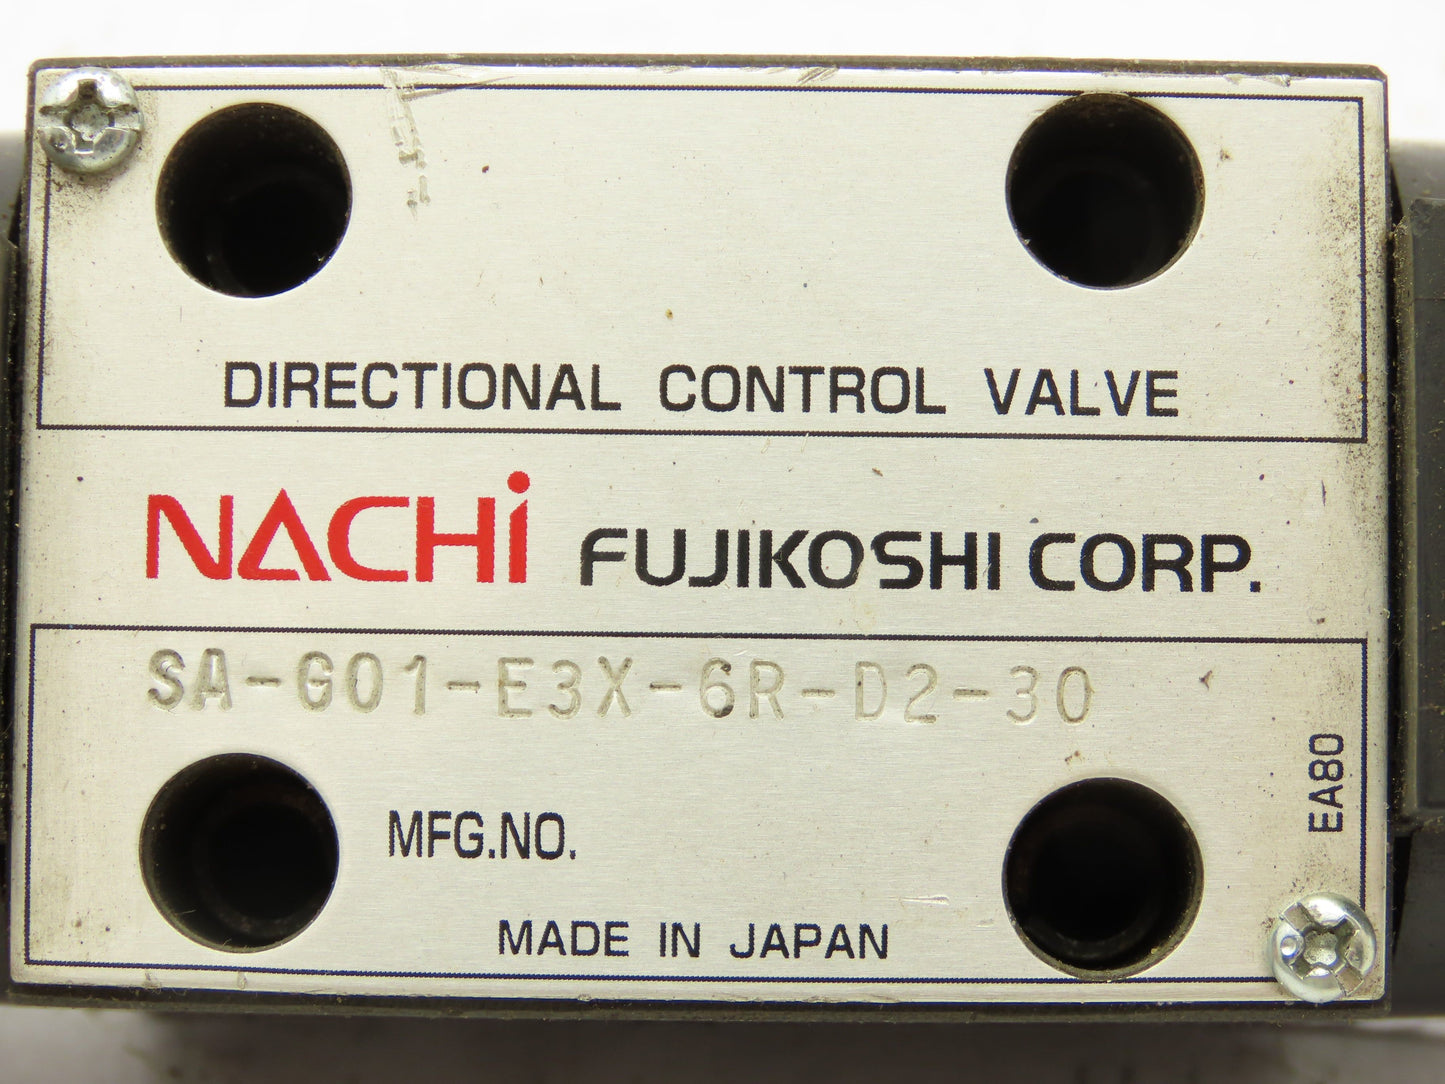 DIRECTIONAL CONTROL VALVE
NACHi FUJIKOSHI CORP.
SA-G01-E3X-6R-D2-30
EA80
MFG.NO.
MADE IN JAPAN